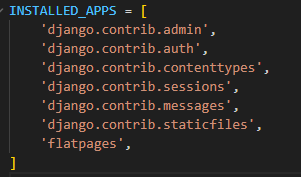 INSTALLED_APPS = [
    'django.contrib.admin',
    'django.contrib.auth',
    'django.contrib.contenttypes',
    'django.contrib.sessions',
    'django.contrib.messages',
    'django.contrib.staticfiles',
    'flatpages',
]